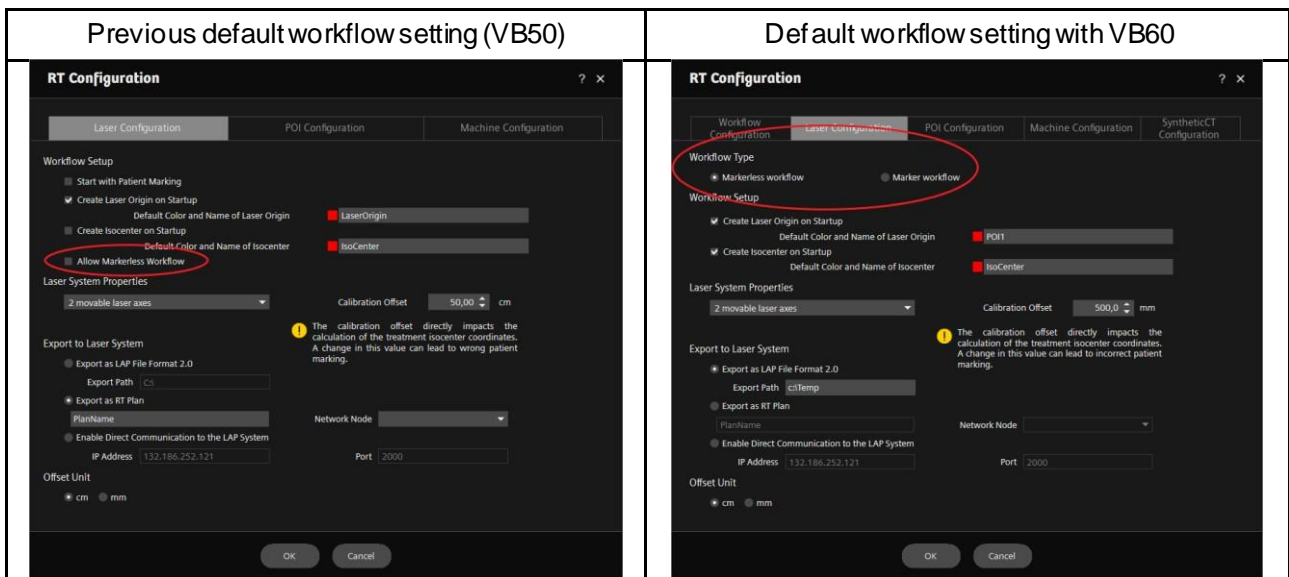 Previous default workflow setting (VB50)
Default workflow setting with VB60
RT Configuration
? ×
Laser Configuration
POI Configuration
Machine Configuration
Workflow Setup
Start with Patient Marking
Create Laser Origin on Startup
Default Color and Name of Laser Origin
LaserOrigin
Create Isocenter on Startup
Default Color and Name of Isocenter
IsoCenter
Allow Markerless Workflow
Laser System Properties
2 movable laser axes
Calibration Offset
50,00
cm
! The calibration offset directly impacts the
calculation of the treatment isocenter coordinates.
A change in this value can lead to wrong patient
marking.
Export to Laser System
Export as LAP File Format 2.0
Export Path
C:\
Export as RT Plan
PlanName
Network Node
Enable Direct Communication to the LAP System
IP Address
132.186.252.121
Port
2000
Offset Unit
cm
mm
OK
Cancel
RT Configuration
? ×
Workflow
Configuration
Laser Configuration
POI Configuration
Machine Configuration
SyntheticCT
Configuration
Workflow Type
Markerless workflow
Marker workflow
Workflow Setup
Create Laser Origin on Startup
Default Color and Name of Laser Origin
POI1
Create Isocenter on Startup
Default Color and Name of Isocenter
IsoCenter
Laser System Properties
2 movable laser axes
Calibration Offset
500,0
mm
! The calibration offset directly impacts the
calculation of the treatment isocenter coordinates.
A change in this value can lead to incorrect patient
marking.
Export to Laser System
Export as LAP File Format 2.0
Export Path
c:\Temp
Export as RT Plan
PlanName
Network Node
Enable Direct Communication to the LAP System
IP Address
132.186.252.121
Port
2000
Offset Unit
cm
mm
OK
Cancel